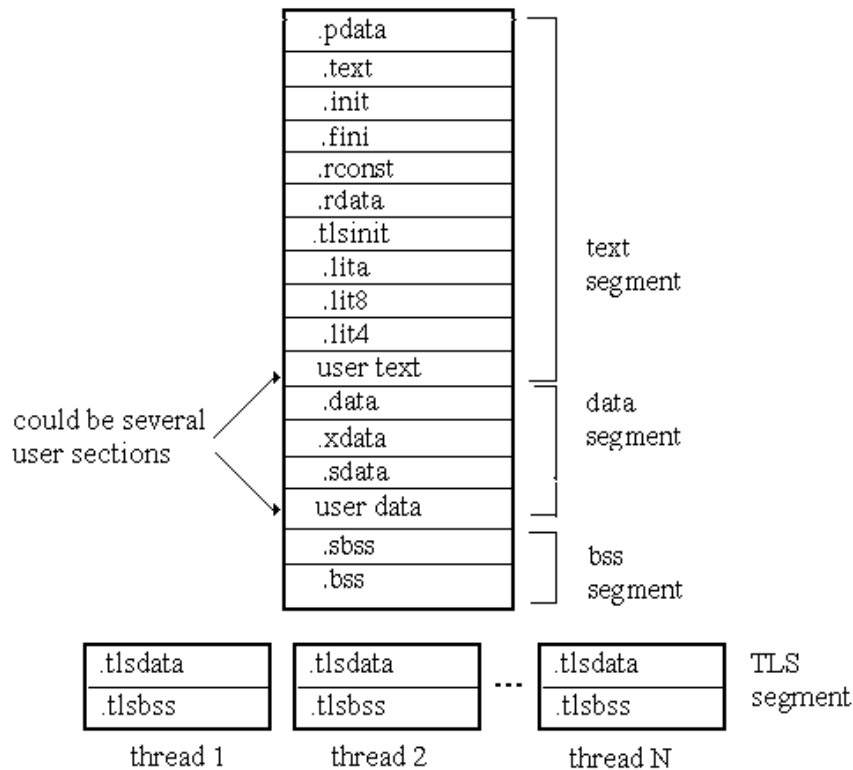 .pdata
.text
.init
.fini
.rconst
.rdata
.tlsinit
.lita
.lit8
.lit4
user text
.data
.xdata
.sdata
user data
.sbss
.bss
text
segment
data
segment
bss
segment
could be several
user sections
.tlsdata
.tlsbss
thread 1
.tlsdata
.tlsbss
thread 2
...
.tlsdata
.tlsbss
thread N
TLS
segment